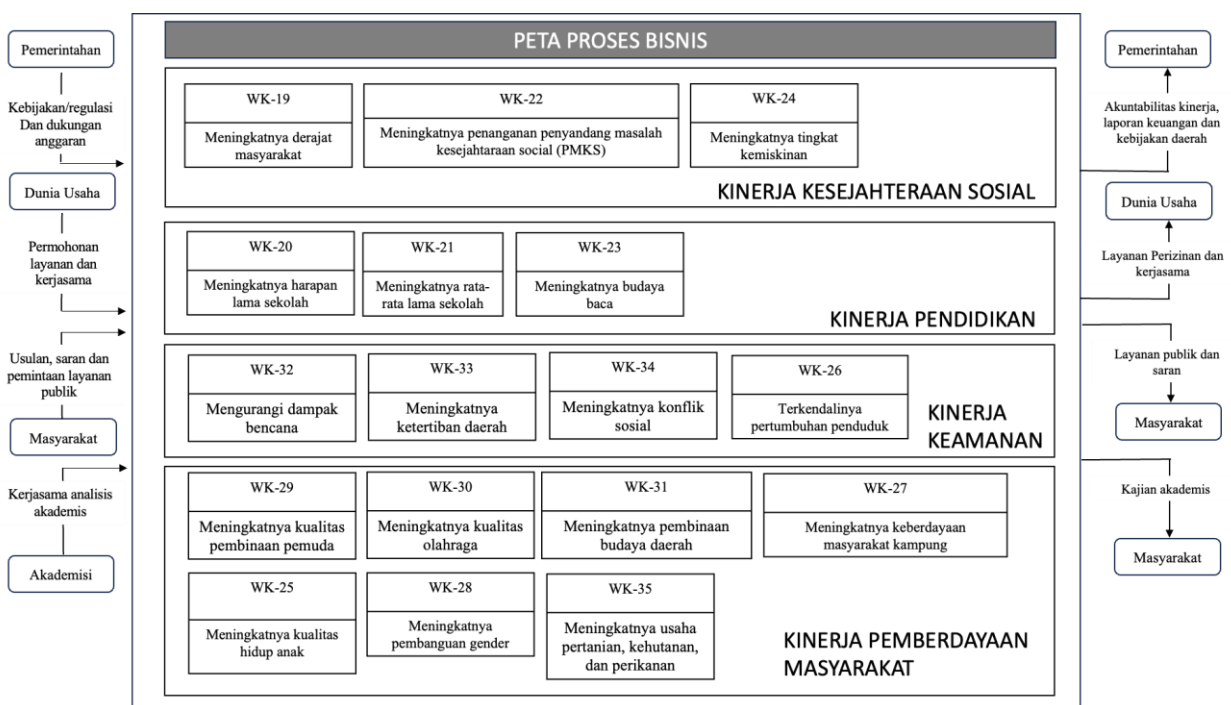 PETA PROSES BISNIS
Pemerintahan
Kebijakan/regulasi
Dan dukungan
anggaran
Dunia Usaha
Permohonan
layanan dan
kerjasama
Usulan, saran dan
pemintaan layanan
publik
Masyarakat
Kerjasama analisis
akademis
Akademisi
WK-19
Meningkatnya derajat
masyarakat
WK-22
Meningkatnya penanganan penyandang masalah
kesejahtaraan social (PMKS)
WK-24
Meningkatnya tingkat
kemiskinan
KINERJA KESEJAHTERAAN SOSIAL
WK-20
Meningkatnya harapan
lama sekolah
WK-21
Meningkatnya rata-
rata lama sekolah
WK-23
Meningkatnya budaya
baca
KINERJA PENDIDIKAN
WK-32
Mengurangi dampak
bencana
WK-33
Meningkatnya
ketertiban daerah
WK-34
Meningkatnya konflik
sosial
WK-26
Terkendalinya
pertumbuhan penduduk
KINERJA
KEAMANAN
WK-29
Meningkatnya kualitas
pembinaan pemuda
WK-30
Meningkatnya kualitas
olahraga
WK-31
Meningkatnya pembinaan
budaya daerah
WK-27
Meningkatnya keberdayaan
masyarakat kampung
WK-25
Meningkatnya kualitas
hidup anak
WK-28
Meningkatnya
pembanguan gender
WK-35
Meningkatnya usaha
pertanian, kehutanan,
dan perikanan
KINERJA PEMBERDAYAAN
MASYARAKAT
Pemerintahan
Akuntabilitas kinerja,
laporan keuangan dan
kebijakan daerah
Dunia Usaha
Layanan Perizinan dan
kerjasama
Layanan publik dan
saran
Masyarakat
Kajian akademis
Masyarakat